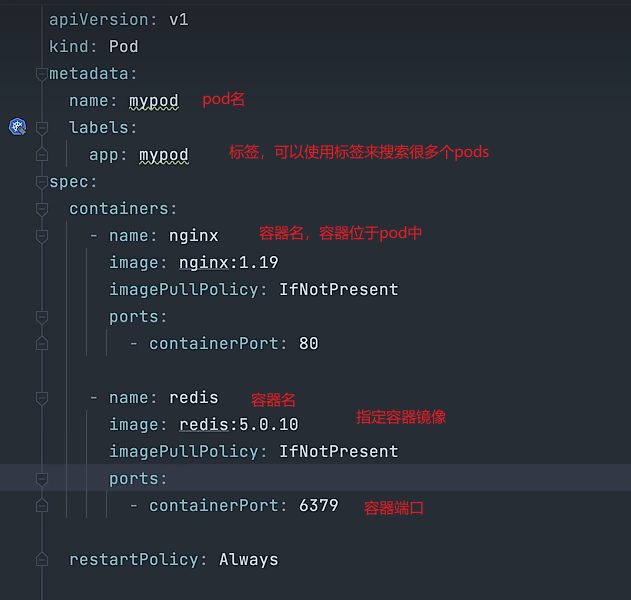 apiVersion: v1
kind: Pod
metadata:
name: mypod pod名
labels:
app: mypod 标签，可以使用标签来搜索很多个pods
spec:
containers:
- name: nginx 容器名，容器位于pod中
image: nginx:1.19
imagePullPolicy: IfNotPresent
ports:
- containerPort: 80
- name: redis 容器名
image: redis:5.0.10 指定容器镜像
imagePullPolicy: IfNotPresent
ports:
- containerPort: 6379 容器端口
restartPolicy: Always